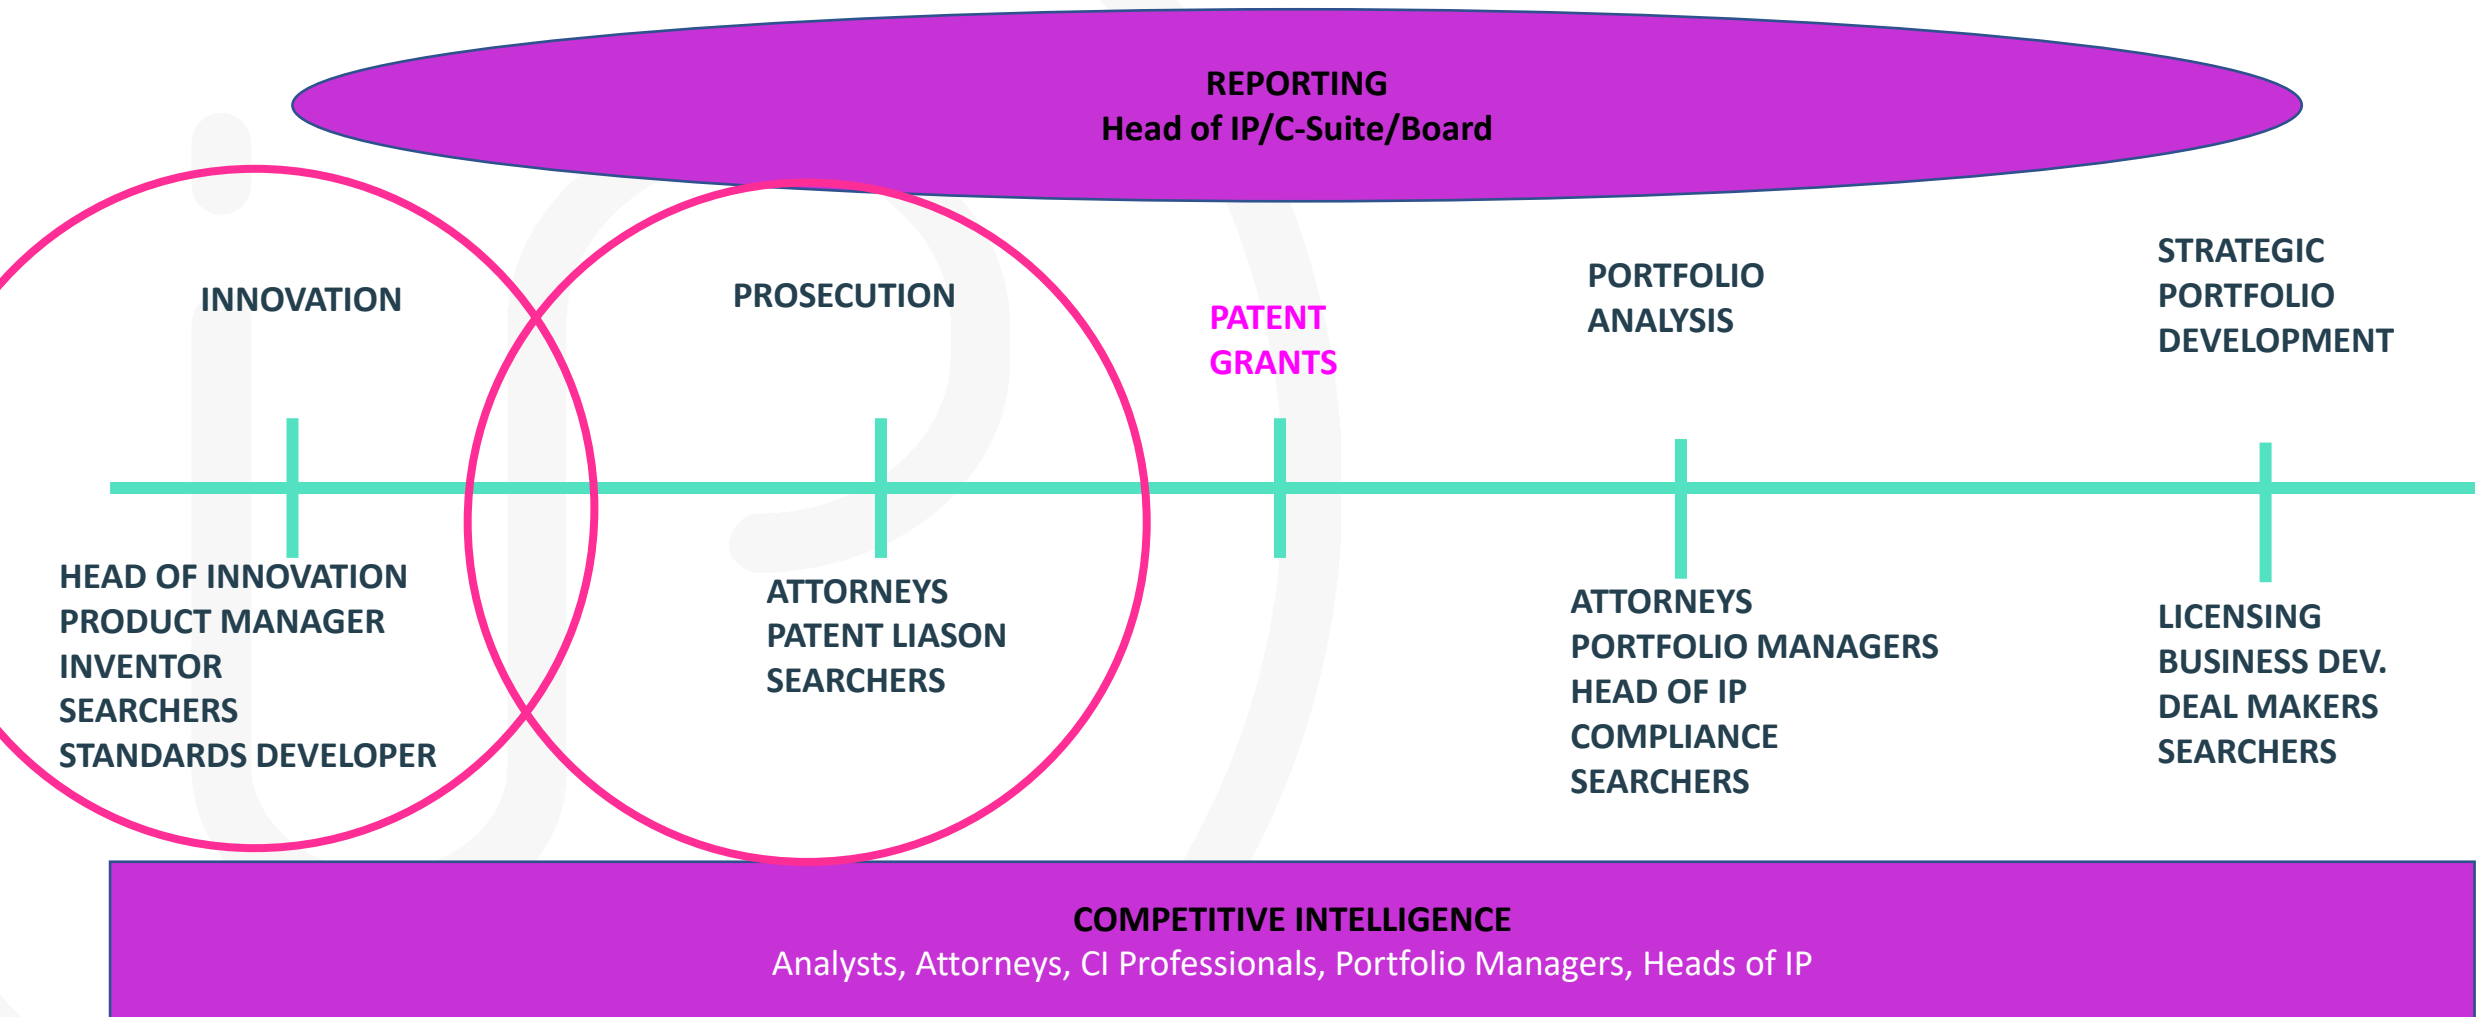 REPORTING
Head of IP/C-Suite/Board
INNOVATION
PROSECUTION
PATENT
GRANTS
PORTFOLIO
ANALYSIS
STRATEGIC
PORTFOLIO
DEVELOPMENT
HEAD OF INNOVATION
PRODUCT MANAGER
INVENTOR
SEARCHERS
STANDARDS DEVELOPER
ATTORNEYS
PATENT LIASON
SEARCHERS
ATTORNEYS
PORTFOLIO MANAGERS
HEAD OF IP
COMPLIANCE
SEARCHERS
LICENSING
BUSINESS DEV.
DEAL MAKERS
SEARCHERS
COMPETITIVE INTELLIGENCE
Analysts, Attorneys, CI Professionals, Portfolio Managers, Heads of IP